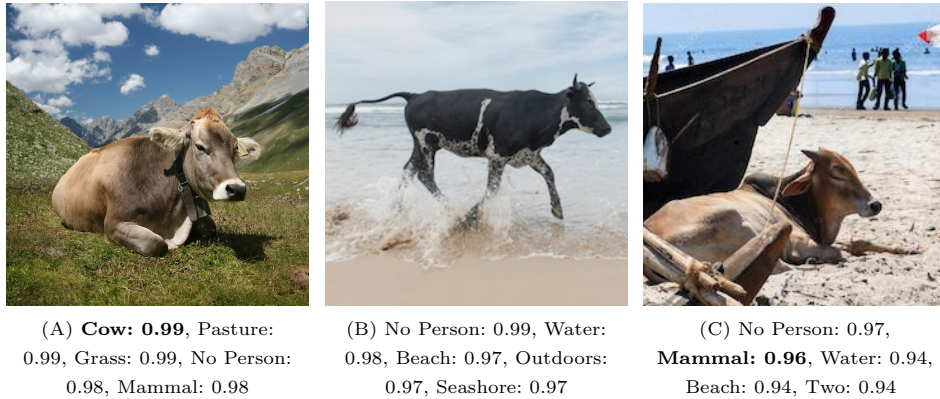 (A) Cow: 0.99, Pasture:
0.99, Grass: 0.99, No Person:
0.98, Mammal: 0.98
(B) No Person: 0.99, Water:
0.98, Beach: 0.97, Outdoors:
0.97, Seashore: 0.97
(C) No Person: 0.97,
Mammal: 0.96, Water: 0.94,
Beach: 0.94, Two: 0.94